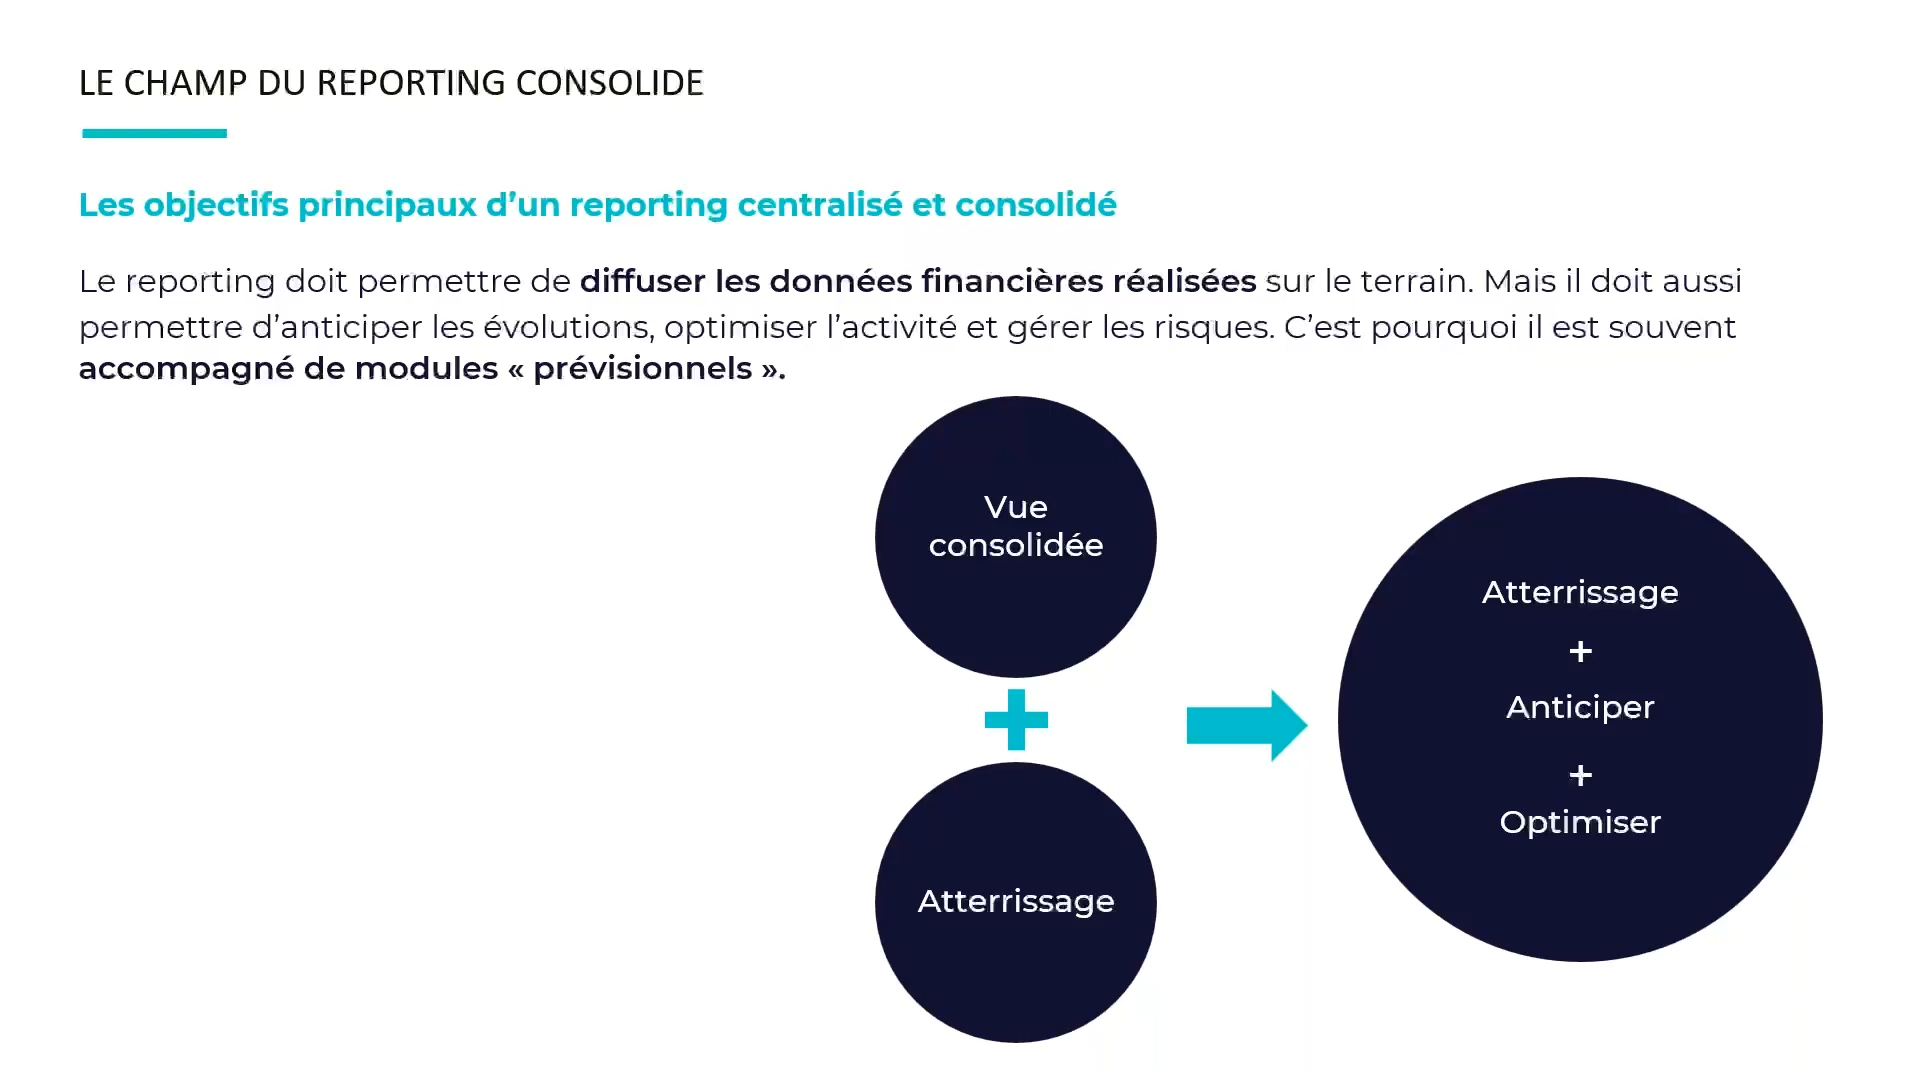 LE CHAMP DU REPORTING CONSOLIDE
Les objectifs principaux d’un reporting centralisé et consolidé
Le reporting doit permettre de diffuser les données financières réalisées sur le terrain. Mais il doit aussi
permettre d’anticiper les évolutions, optimiser l’activité et gérer les risques. C’est pourquoi il est souvent
accompagné de modules « prévisionnels ».
Vue
consolidée
Atterrissage
Atterrissage
+
Anticiper
+
Optimiser